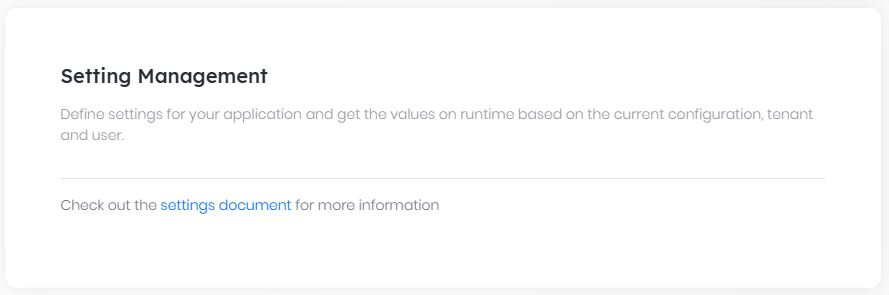 Setting Management
Define settings for your application and get the values on runtime based on the current configuration, tenant
and user.
Check out the settings document for more information